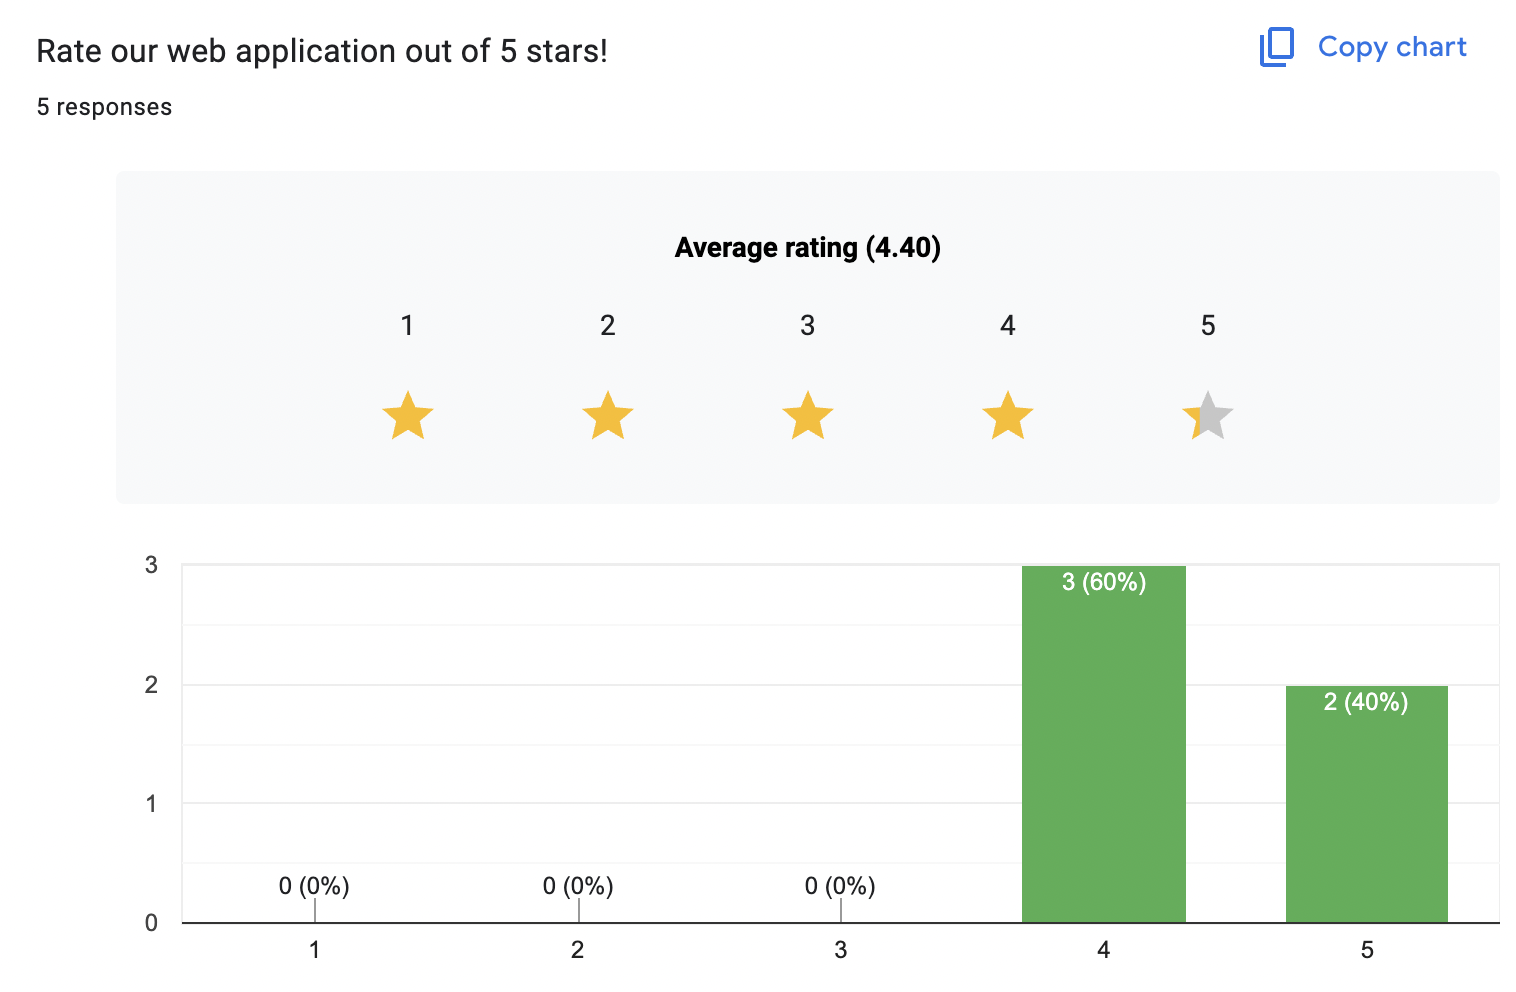 Rate our web application out of 5 stars!
Copy chart
5 responses
Average rating (4.40)
1 2 3 4 5
3
3 (60%)
2
2 (40%)
1
0 (0%) 0 (0%) 0 (0%)
0
1 2 3 4 5